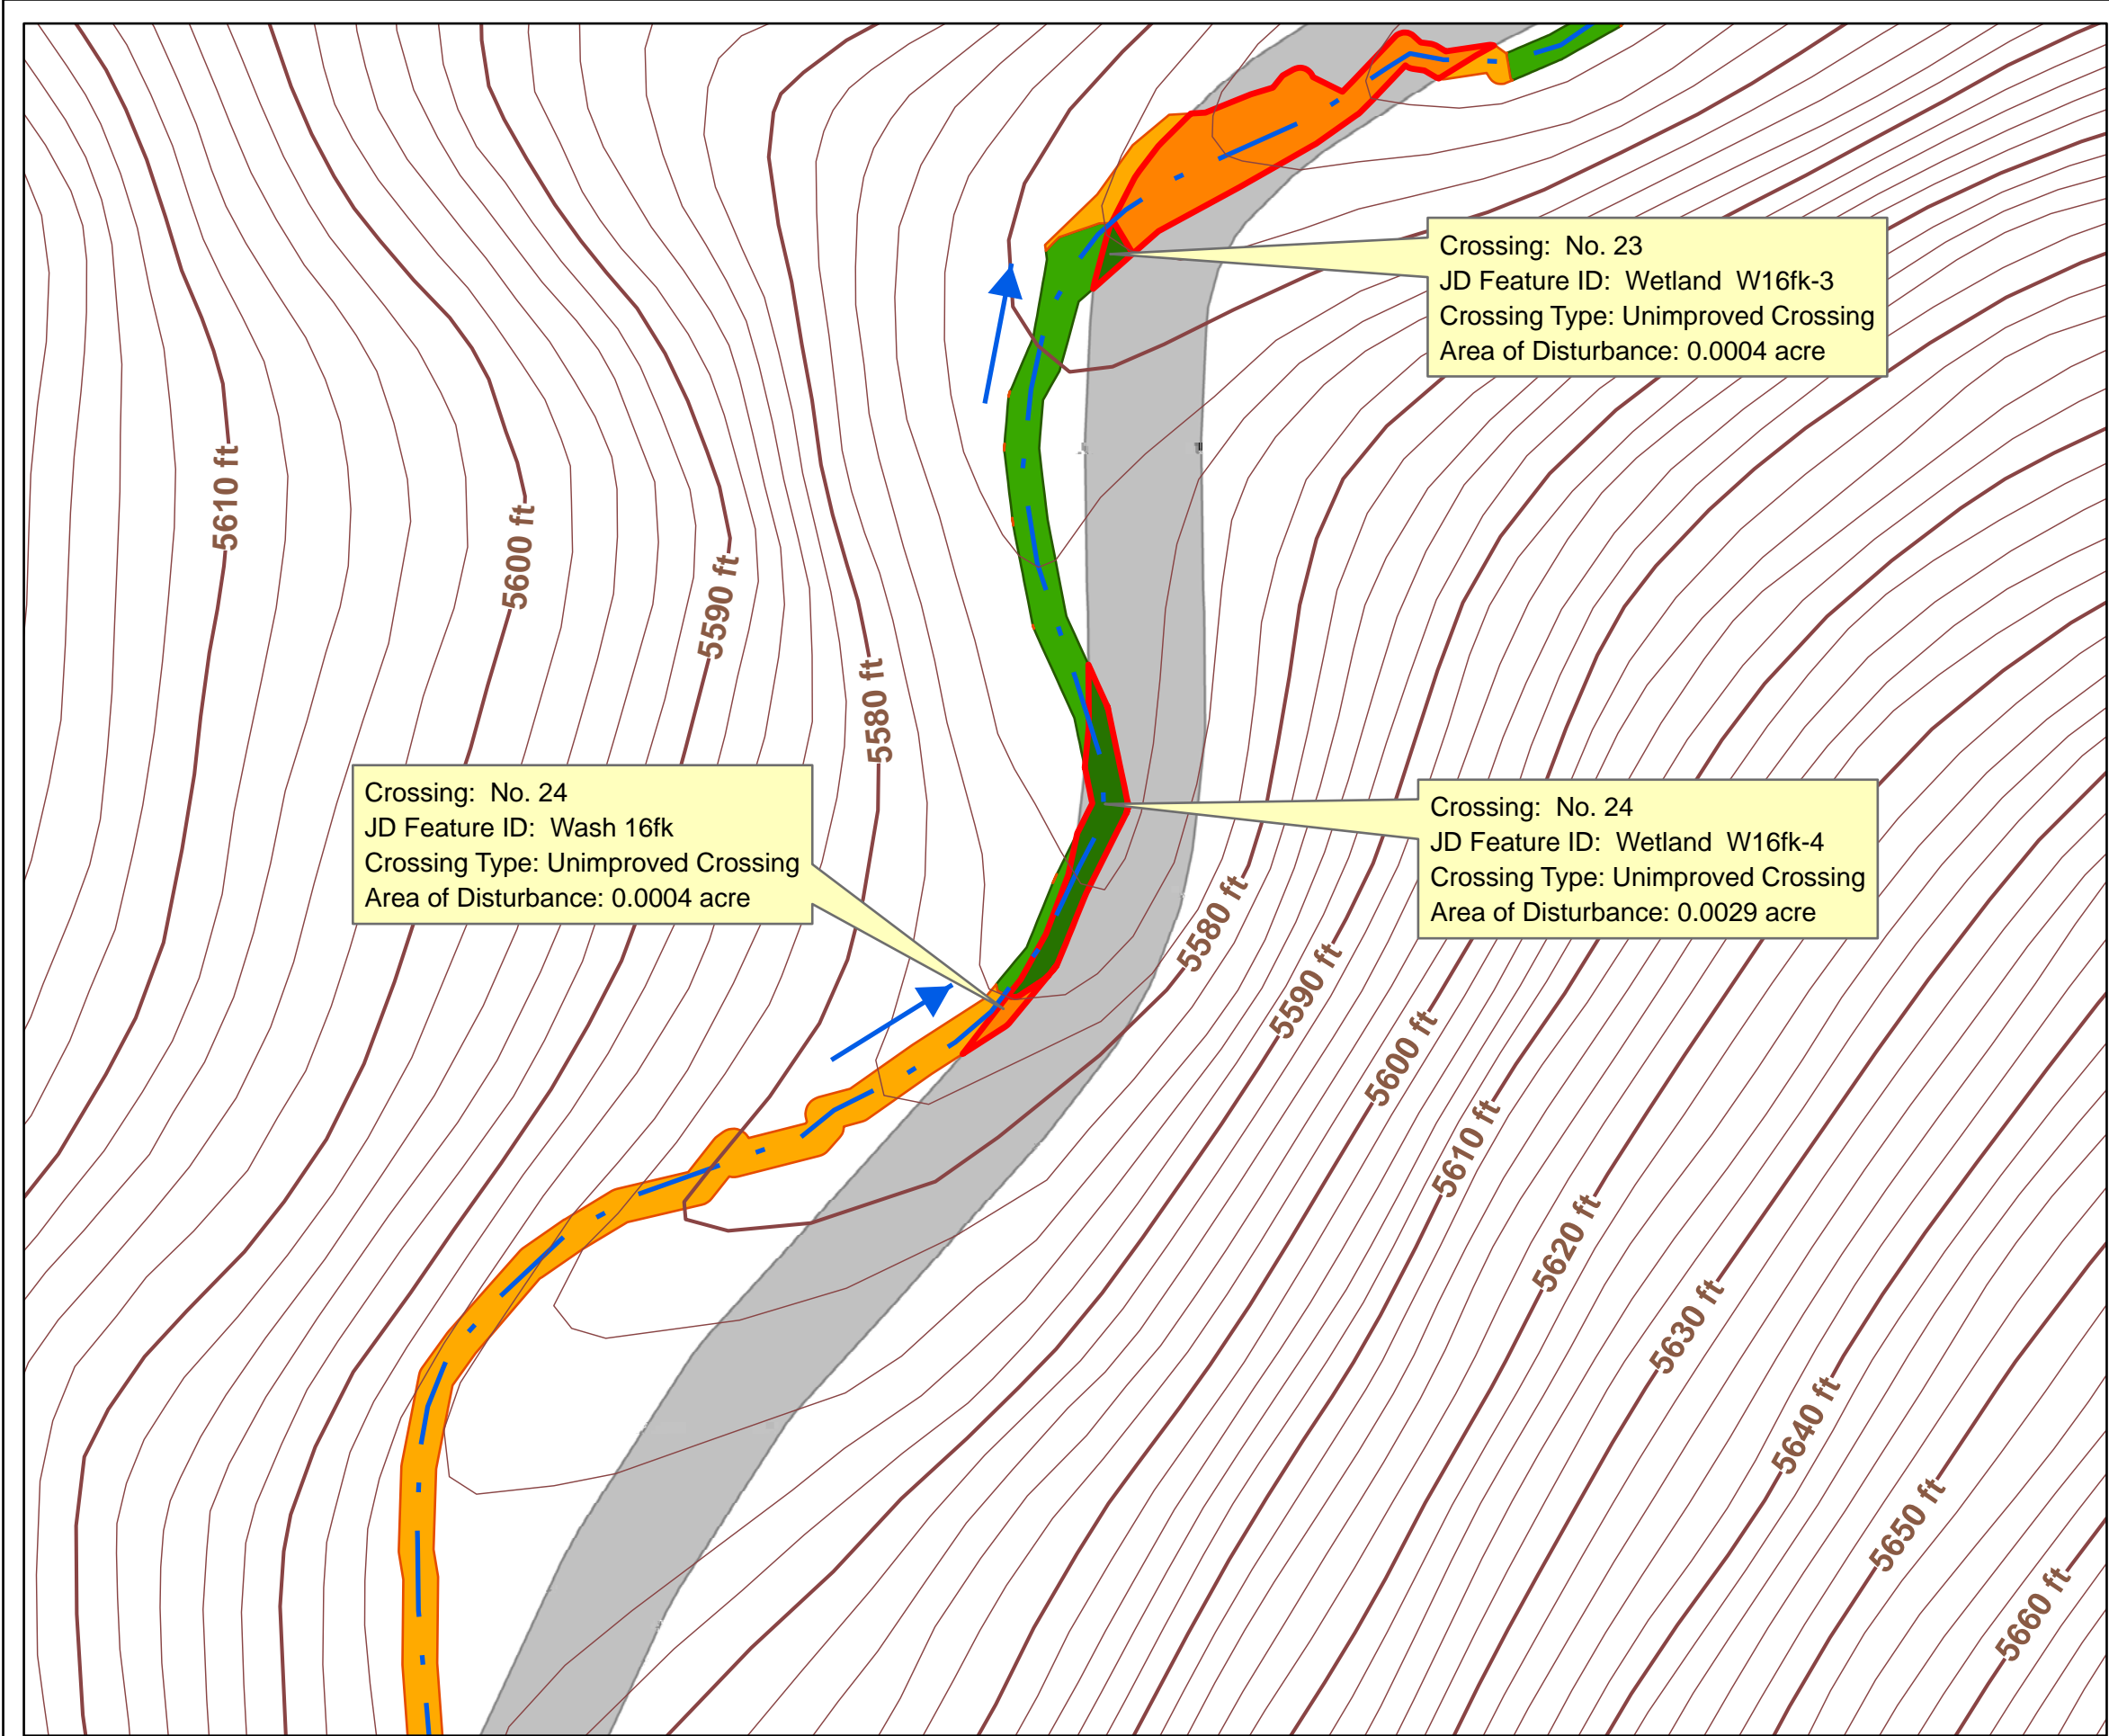 Crossing:  No. 23
JD Feature ID:  Wetland  W16fk-3
Crossing Type: Unimproved Crossing
Area of Disturbance: 0.0004 acre
5610 ft
5600 ft
5590 ft
5580 ft
Crossing:  No. 24
JD Feature ID:  Wash 16fk
Crossing Type: Unimproved Crossing
Area of Disturbance: 0.0004 acre
Crossing:  No. 24
JD Feature ID:  Wetland  W16fk-4
Crossing Type: Unimproved Crossing
Area of Disturbance: 0.0029 acre
5580 ft
5590 ft
5600 ft
5610 ft
5620 ft
5630 ft
5640 ft
5650 ft
5660 ft